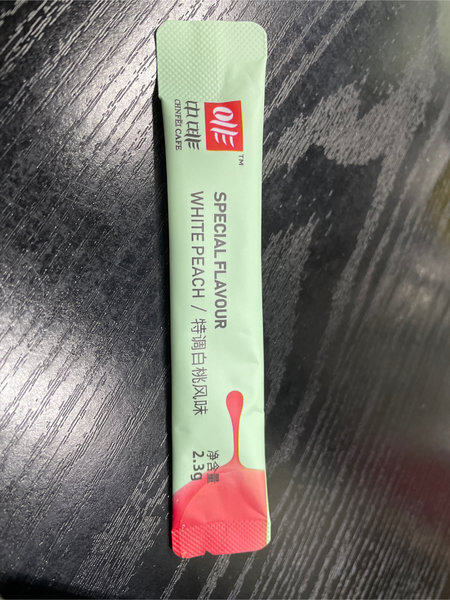 中啡
CHNFEI CAFE
TM
SPECIAL FLAVOUR
WHITE PEACH / 特调白桃风味
净含量
2.3g